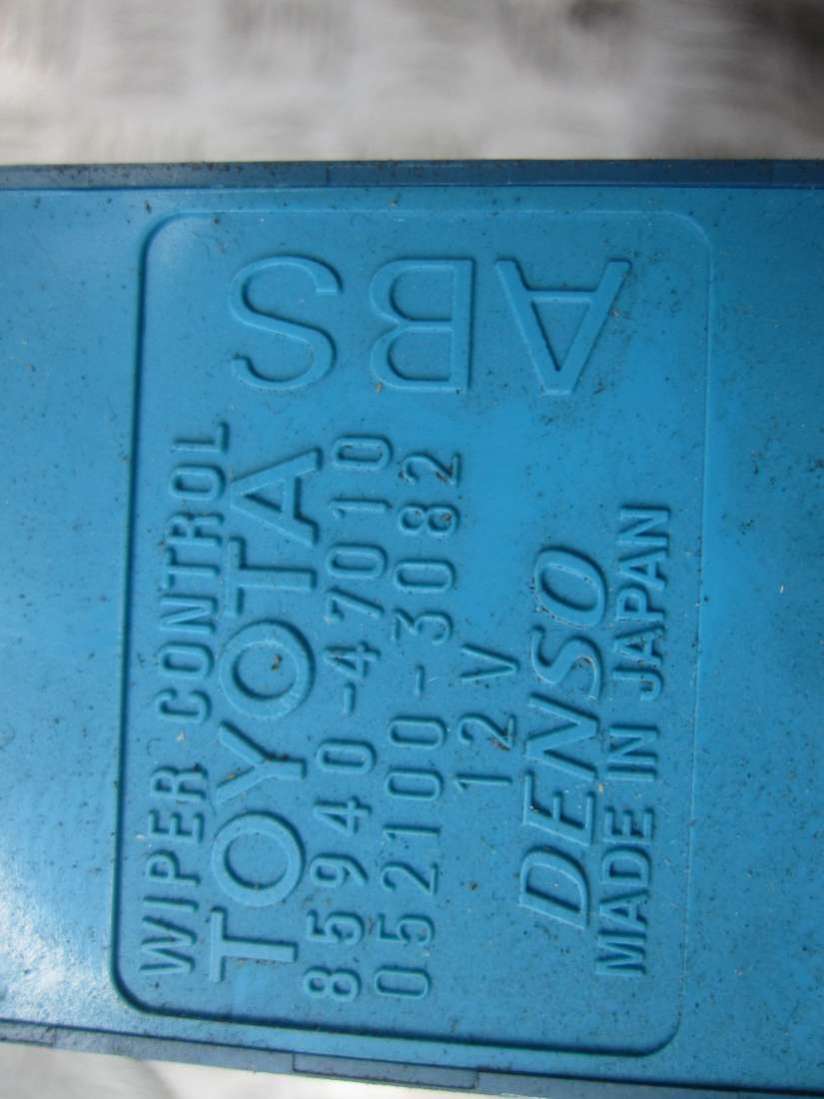 WIPER CONTROL
TOYOTA
85940-47010
052100-3082
12V
DENSO
MADE IN JAPAN
ABS